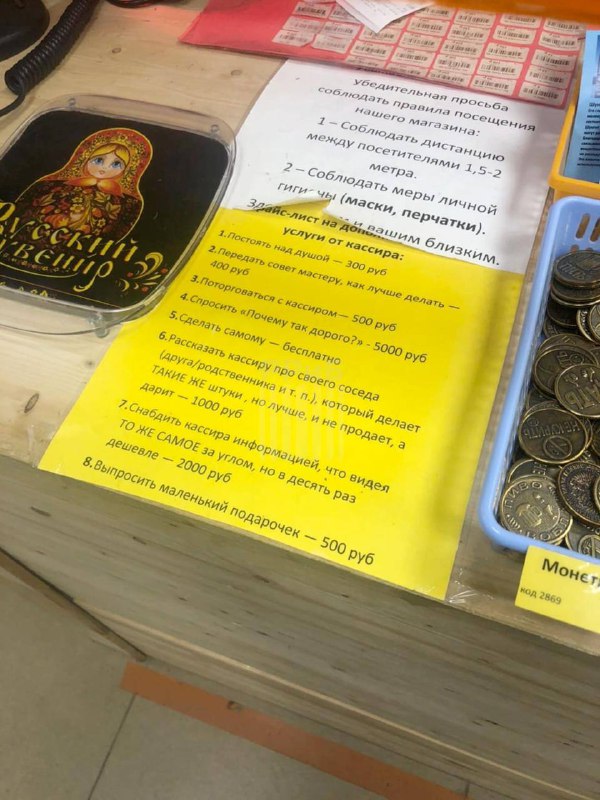 Убедительная просьба
соблюдать правила посещения
нашего магазина:
1 – Соблюдать дистанцию
между посетителями 1,5-2
метра.
2 – Соблюдать меры личной
(маски, перчатки).
и вашим близким.
Русский
Сувенир
услуги от кассира:
1.Постоять над душой — 300 руб
2.Передать совет мастеру, как лучше делать —
400 руб
3.Поторговаться с кассиром— 500 руб
4.Спросить «Почему так дорого?» - 5000 руб
5.Сделать самому — бесплатно
6.Рассказать кассиру про своего соседа
(друга/родственника и т. п.), который делает
ТАКИЕ ЖЕ штуки , но лучше, и не продает, а
дарит — 1000 руб
7.Снабдить кассира информацией, что видел
ТО ЖЕ САМОЕ за углом, но в десять раз
дешевле — 2000 руб
8.Выпросить маленький подарочек — 500 руб
код 2869